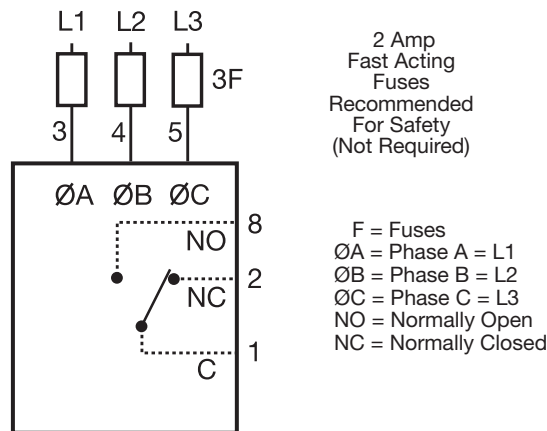 L1 L2 L3
3F
3 4 5
ØA ØB ØC
8
NO
2
NC
1
C
2 Amp
Fast Acting
Fuses
Recommended
For Safety
(Not Required)
F = Fuses
ØA = Phase A = L1
ØB = Phase B = L2
ØC = Phase C = L3
NO = Normally Open
NC = Normally Closed